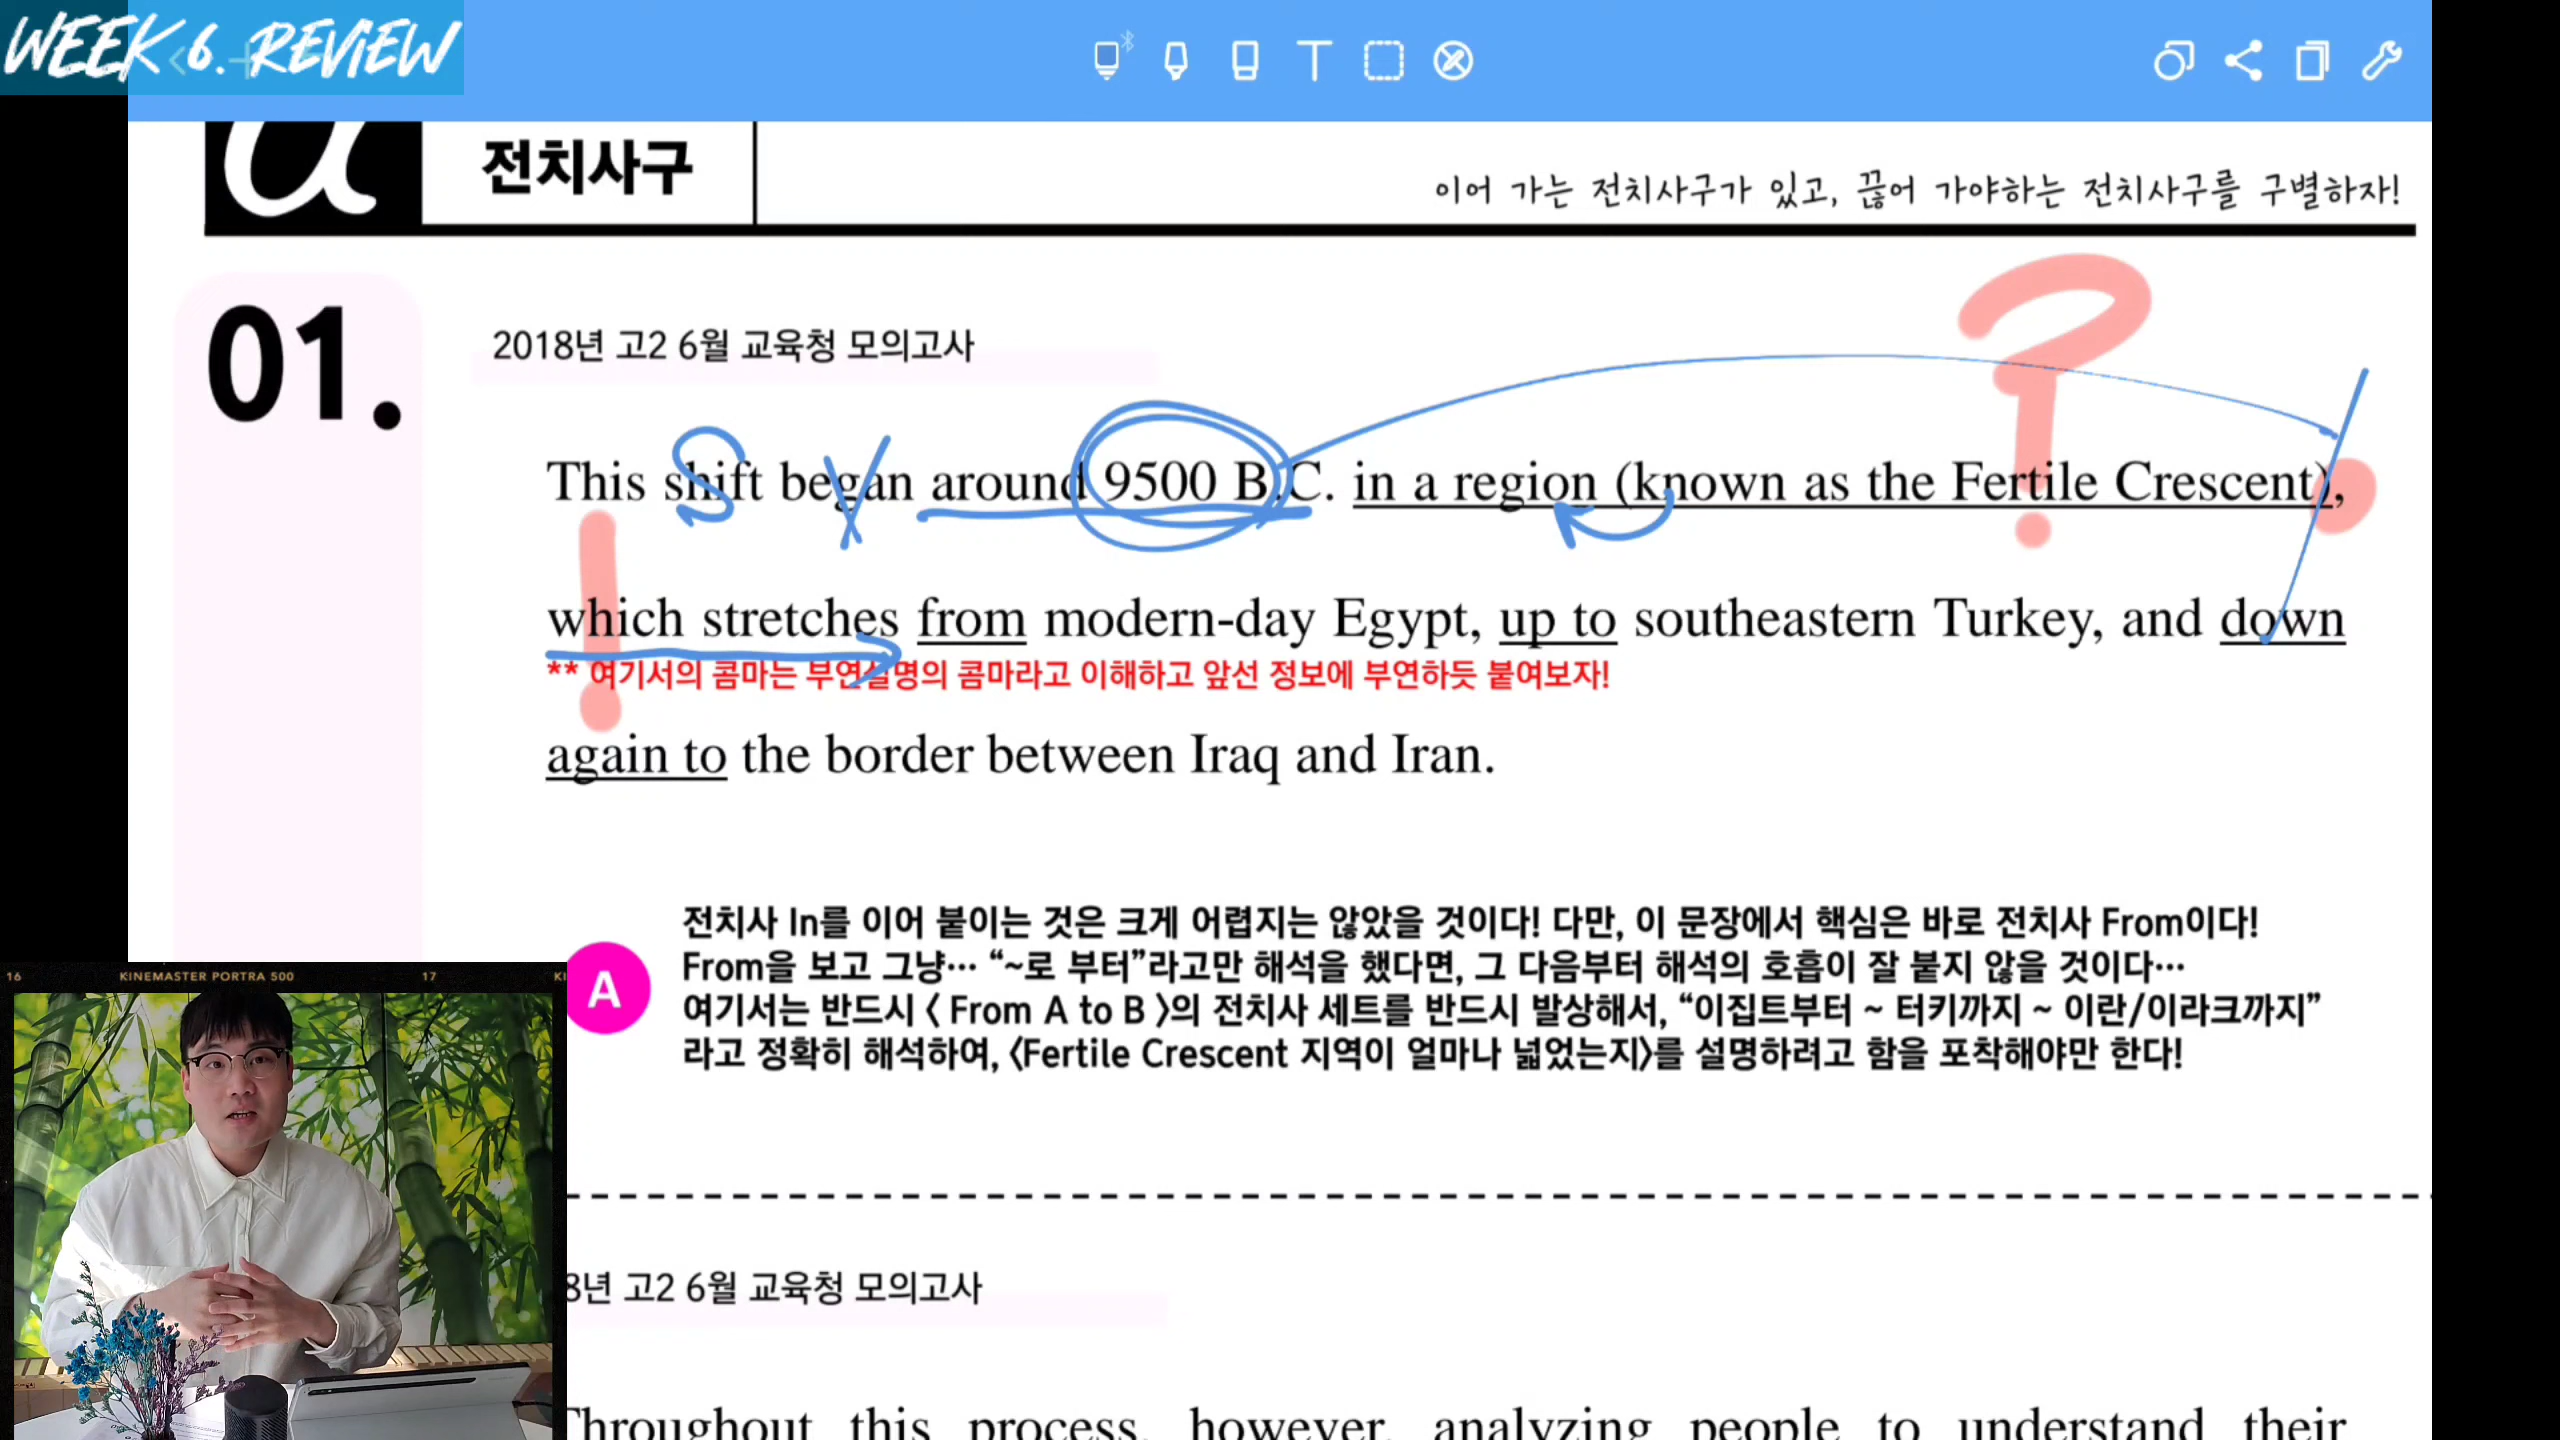 WEEK 6. REVIEW
T
a 전치사구
이어 가는 전치사구가 있고, 끊어 가야하는 전치사구를 구별하자!
01.
2018년 고2 6월 교육청 모의고사
S V
This shift began around 9500 B.C. in a region (known as the Fertile Crescent),
which stretches from modern-day Egypt, up to southeastern Turkey, and down
** 여기서의 콤마는 부연설명의 콤마라고 이해하고 앞선 정보에 부연하듯 붙여보자!
again to the border between Iraq and Iran.
A
전치사 In를 이어 붙이는 것은 크게 어렵지는 않았을 것이다! 다만, 이 문장에서 핵심은 바로 전치사 From이다!
From을 보고 그냥… “~로 부터”라고만 해석을 했다면, 그 다음부터 해석의 호흡이 잘 붙지 않을 것이다…
여기서는 반드시 〈 From A to B 〉의 전치사 세트를 반드시 발상해서, “이집트부터 ~ 터키까지 ~ 이란/이라크까지”
라고 정확히 해석하여, 〈Fertile Crescent 지역이 얼마나 넓었는지〉를 설명하려고 함을 포착해야만 한다!
16 KINEMASTER PORTRA 500 17 KI
8년 고2 6월 교육청 모의고사
Throughout this process, however, analyzing people to understand their